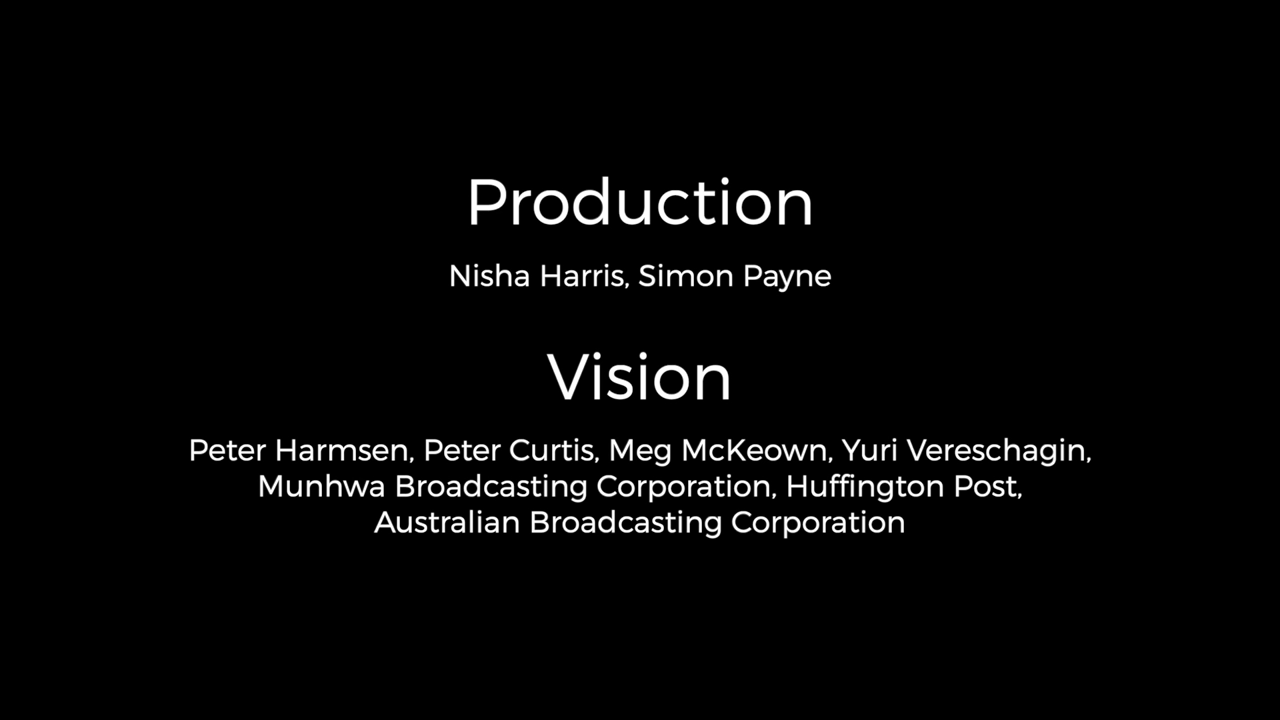 Production
Nisha Harris, Simon Payne
Vision
Peter Harmsen, Peter Curtis, Meg McKeown, Yuri Vereschagin,
Munhwa Broadcasting Corporation, Huffington Post,
Australian Broadcasting Corporation